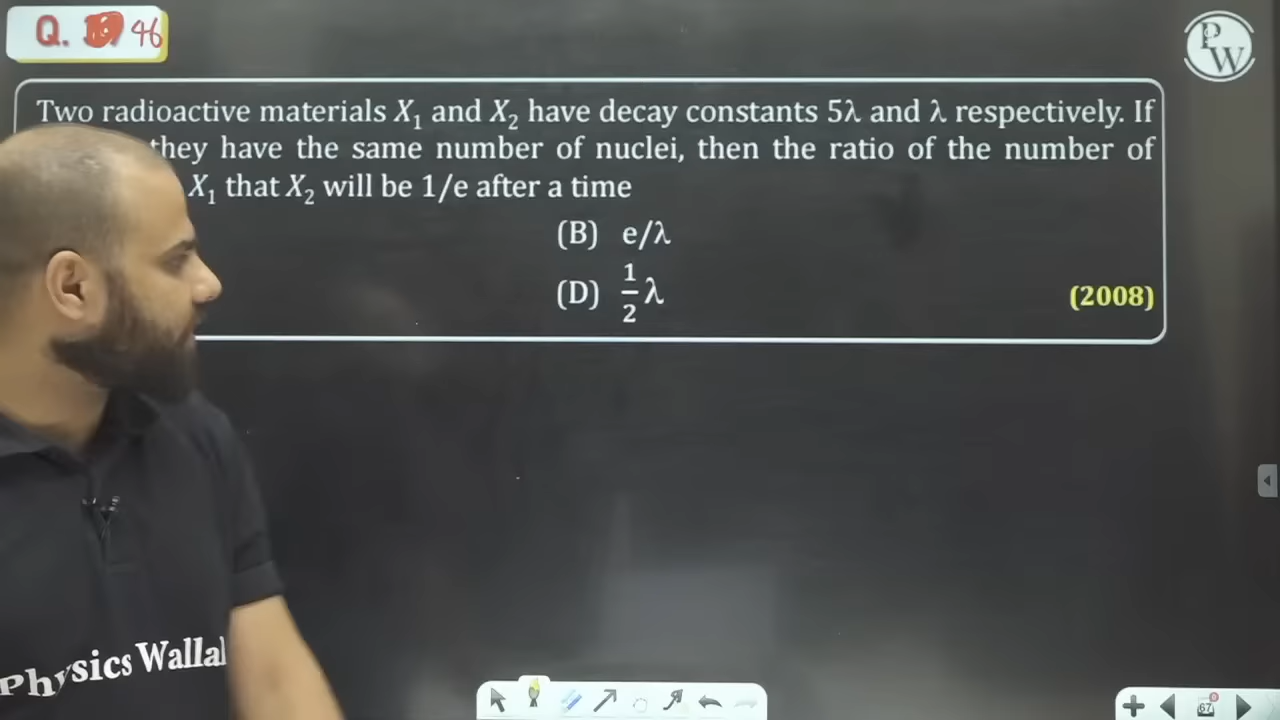 Q. 46
Two radioactive materials X₁ and X₂ have decay constants 5λ and λ respectively. If
they have the same number of nuclei, then the ratio of the number of
X₁ that X₂ will be 1/e after a time
(B) e/λ
(D) 1/2 λ
(2008)
PW
Physics Wallah
67